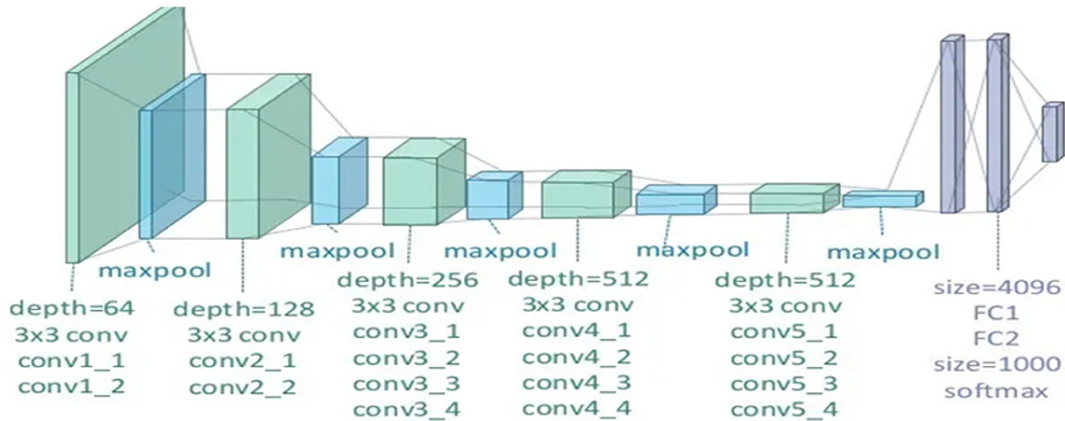 maxpool
maxpool
maxpool
maxpool
maxpool
depth=64
3x3 conv
conv1_1
conv1_2
depth=128
3x3 conv
conv2_1
conv2_2
depth=256
3x3 conv
conv3_1
conv3_2
conv3_3
conv3_4
depth=512
3x3 conv
conv4_1
conv4_2
conv4_3
conv4_4
depth=512
3x3 conv
conv5_1
conv5_2
conv5_3
conv5_4
size=4096
FC1
FC2
size=1000
softmax